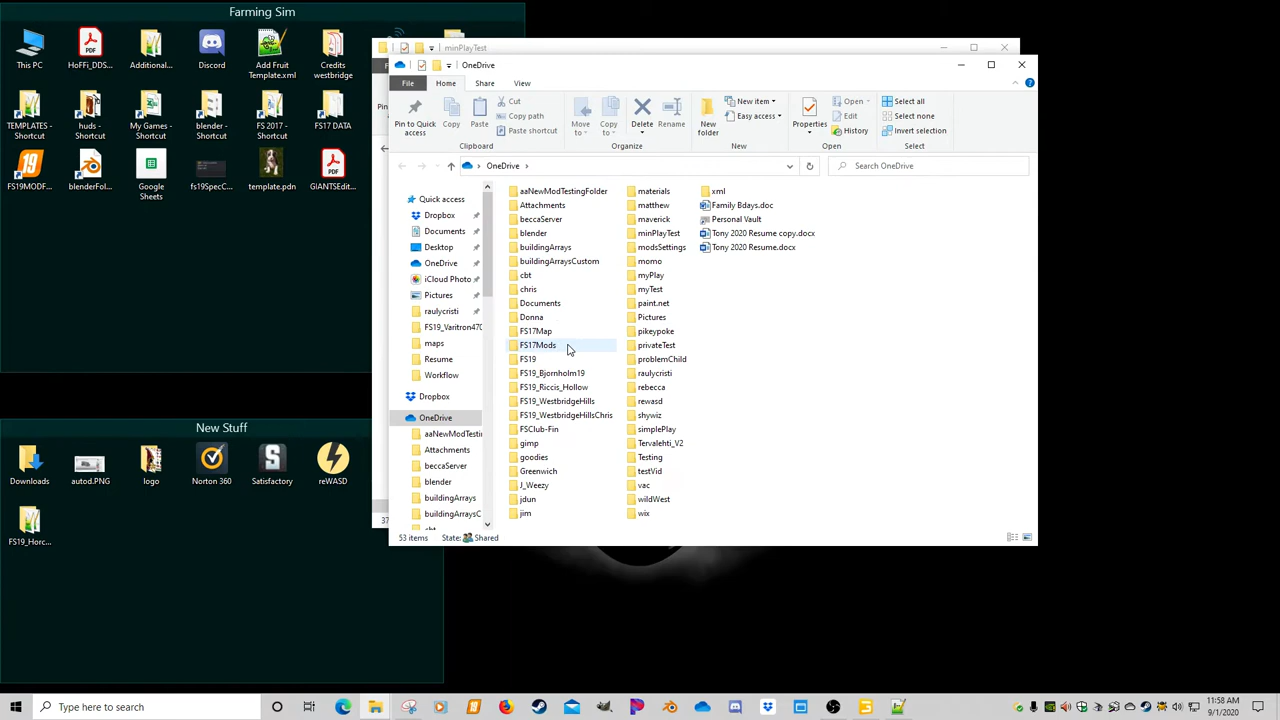 Farming Sim
This PC
HoFFi_DDS...
Additional...
Discord
Add Fruit
Template.xml
Credits
westbridge
TEMPLATES -
Shortcut
huds -
Shortcut
My Games -
Shortcut
blender -
Shortcut
FS 2017 -
Shortcut
FS17 DATA
FS19MODF...
blenderFol...
Google
Sheets
fs19SpecC...
template.pdn
GIANTSEdit...
New Stuff
Downloads
autod.PNG
logo
Norton 360
Satisfactory
reWASD
FS19_Horc...
minPlayTest
OneDrive
File
Home
Share
View
Pin to Quick
access
Copy
Paste
Cut
Copy path
Paste shortcut
Clipboard
Move
to
Copy
to
Delete
Rename
Organize
New
folder
New item
Easy access
New
Properties
Open
Edit
History
Open
Select all
Select none
Invert selection
Select
OneDrive
Search OneDrive
Quick access
Dropbox
Documents
Desktop
OneDrive
iCloud Photo
Pictures
raulycristi
FS19_Varitron470
maps
Resume
Workflow
Dropbox
OneDrive
aaNewModTestin
Attachments
beccaServer
blender
buildingArrays
buildingArraysC
cbt
aaNewModTestingFolder
Attachments
beccaServer
blender
buildingArrays
buildingArraysCustom
cbt
chris
Documents
Donna
FS17Map
FS17Mods
FS19
FS19_Bjornholm19
FS19_Riccis_Hollow
FS19_WestbridgeHills
FS19_WestbridgeHillsChris
FSClub-Fin
gimp
goodies
Greenwich
J_Weezy
jdun
jim
materials
matthew
maverick
minPlayTest
modsSettings
momo
myPlay
myTest
paint.net
Pictures
pikeypoke
privateTest
problemChild
raulycristi
rebecca
rewasd
shywiz
simplePlay
Tervalehti_V2
Testing
testVid
vac
wildWest
wix
xml
Family Bdays.doc
Personal Vault
Tony 2020 Resume copy.docx
Tony 2020 Resume.docx
53 items
State:
Shared
37
Type here to search
11:58 AM
9/1/2020